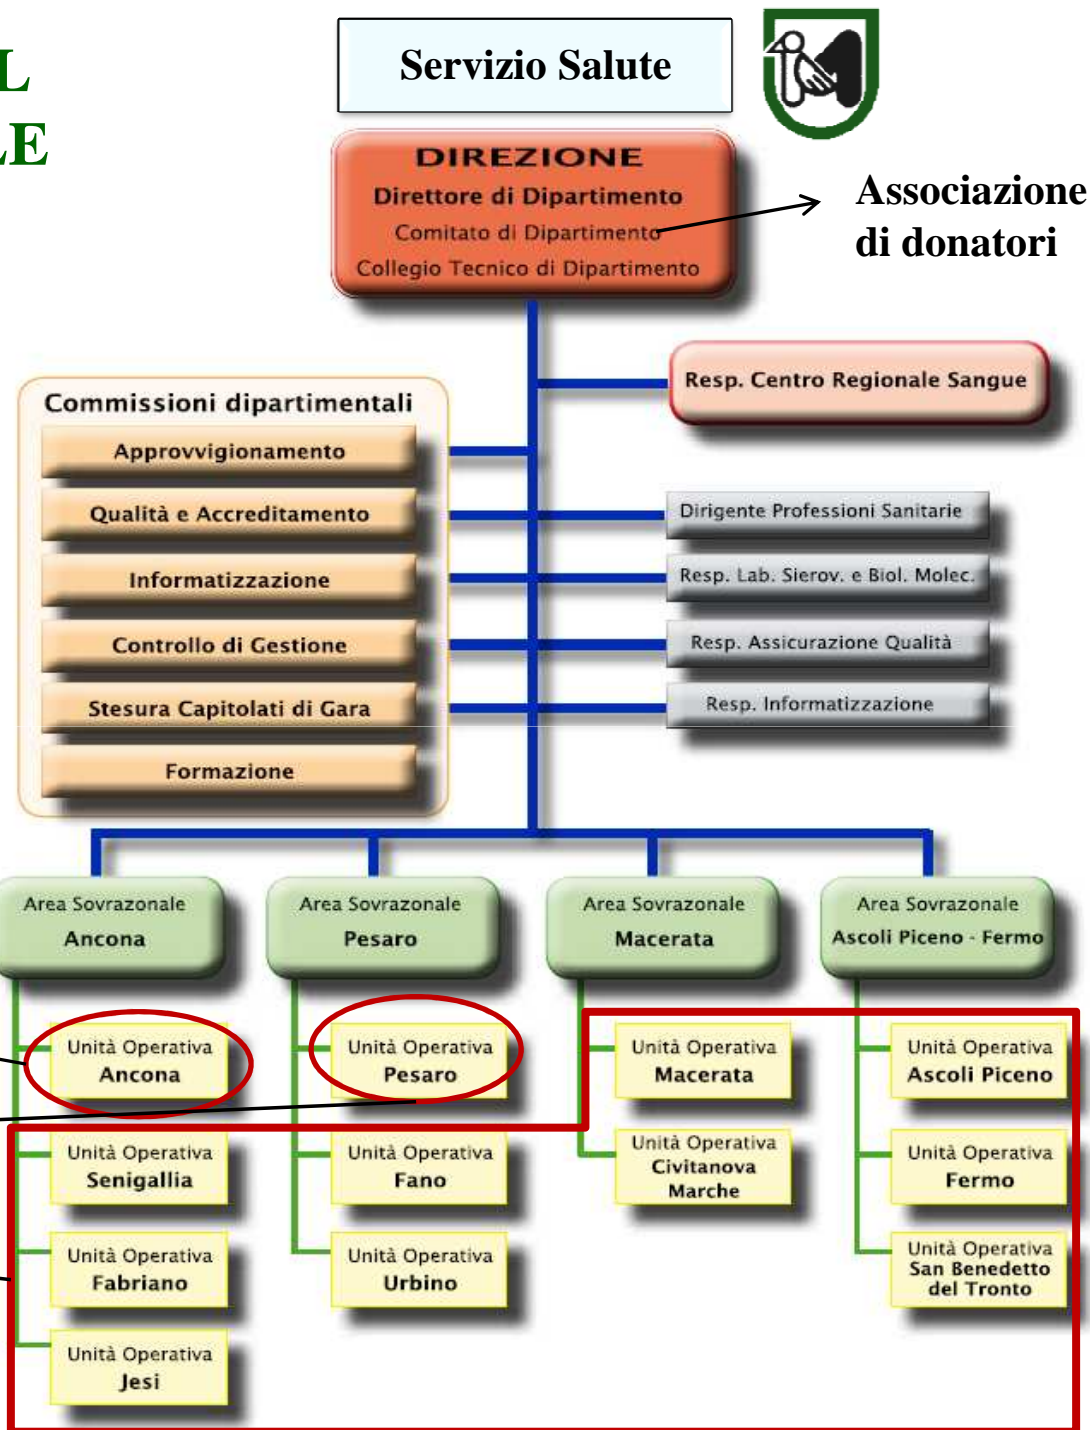 L
LE
Servizio Salute
DIREZIONE
Direttore di Dipartimento
Comitato di Dipartimento
Collegio Tecnico di Dipartimento
Associazione
di donatori
Resp. Centro Regionale Sangue
Commissioni dipartimentali
Approvvigionamento
Qualità e Accreditamento
Informatizzazione
Controllo di Gestione
Stesura Capitolati di Gara
Formazione
Dirigente Professioni Sanitarie
Resp. Lab. Sierov. e Biol. Molec.
Resp. Assicurazione Qualità
Resp. Informatizzazione
Area Sovrazonale
Ancona
Area Sovrazonale
Pesaro
Area Sovrazonale
Macerata
Area Sovrazonale
Ascoli Piceno - Fermo
Unità Operativa
Ancona
Unità Operativa
Senigallia
Unità Operativa
Fabriano
Unità Operativa
Jesi
Unità Operativa
Pesaro
Unità Operativa
Fano
Unità Operativa
Urbino
Unità Operativa
Macerata
Unità Operativa
Civitanova
Marche
Unità Operativa
Ascoli Piceno
Unità Operativa
Fermo
Unità Operativa
San Benedetto
del Tronto